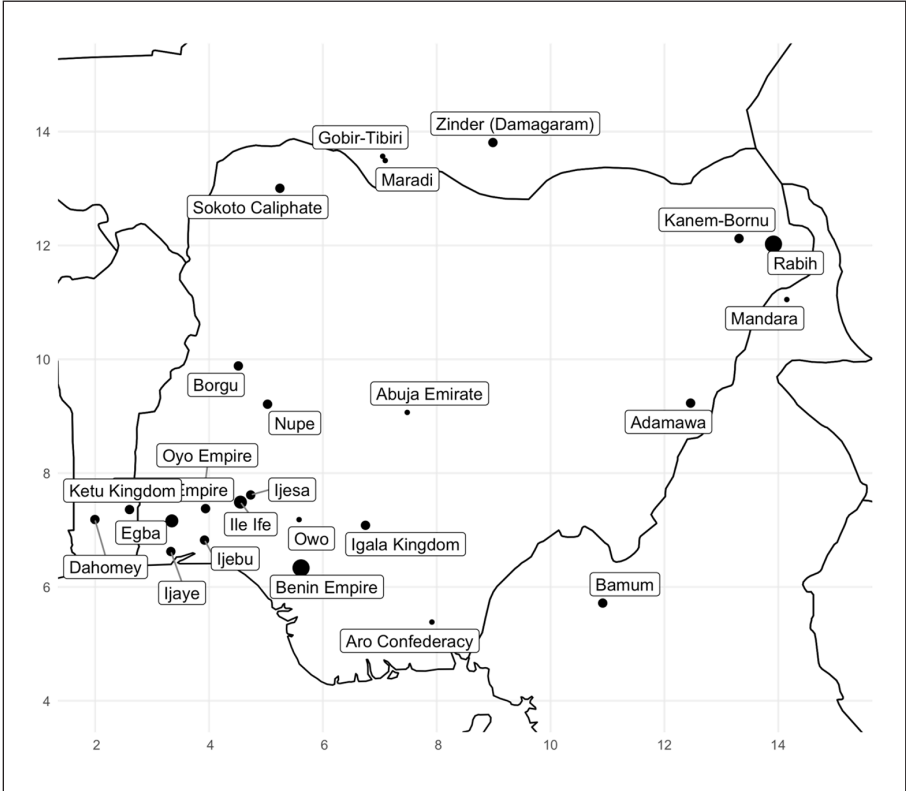 Zinder (Damagaram)
Gobir-Tibiri
14
Maradi
Sokoto Caliphate
Kanem-Bornu
12
Rabih
Mandara
10
Borgu
Abuja Emirate
Nupe
Adamawa
Oyo Empire
8
Ketu Kingdom
Empire
Ijesa
Ile Ife
Egba
Owo
Igala Kingdom
Ijebu
Dahomey
6
Ijaye
Benin Empire
Bamum
Aro Confederacy
4
2 4 6 8 10 12 14